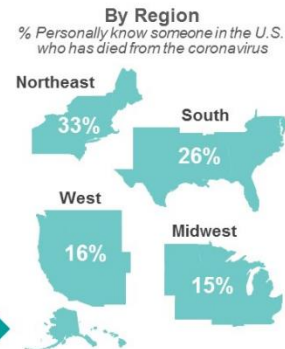 By Region
% Personally know someone in the U.S.
who has died from the coronavirus
Northeast
33%
South
26%
West
16%
Midwest
15%